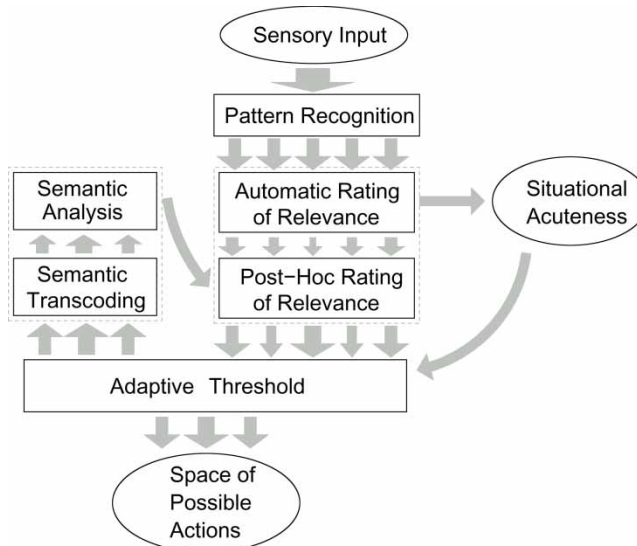 Sensory Input
Pattern Recognition
Automatic Rating
of Relevance
Situational
Acuteness
Semantic
Analysis
Semantic
Transcoding
Post-Hoc Rating
of Relevance
Adaptive Threshold
Space of
Possible
Actions